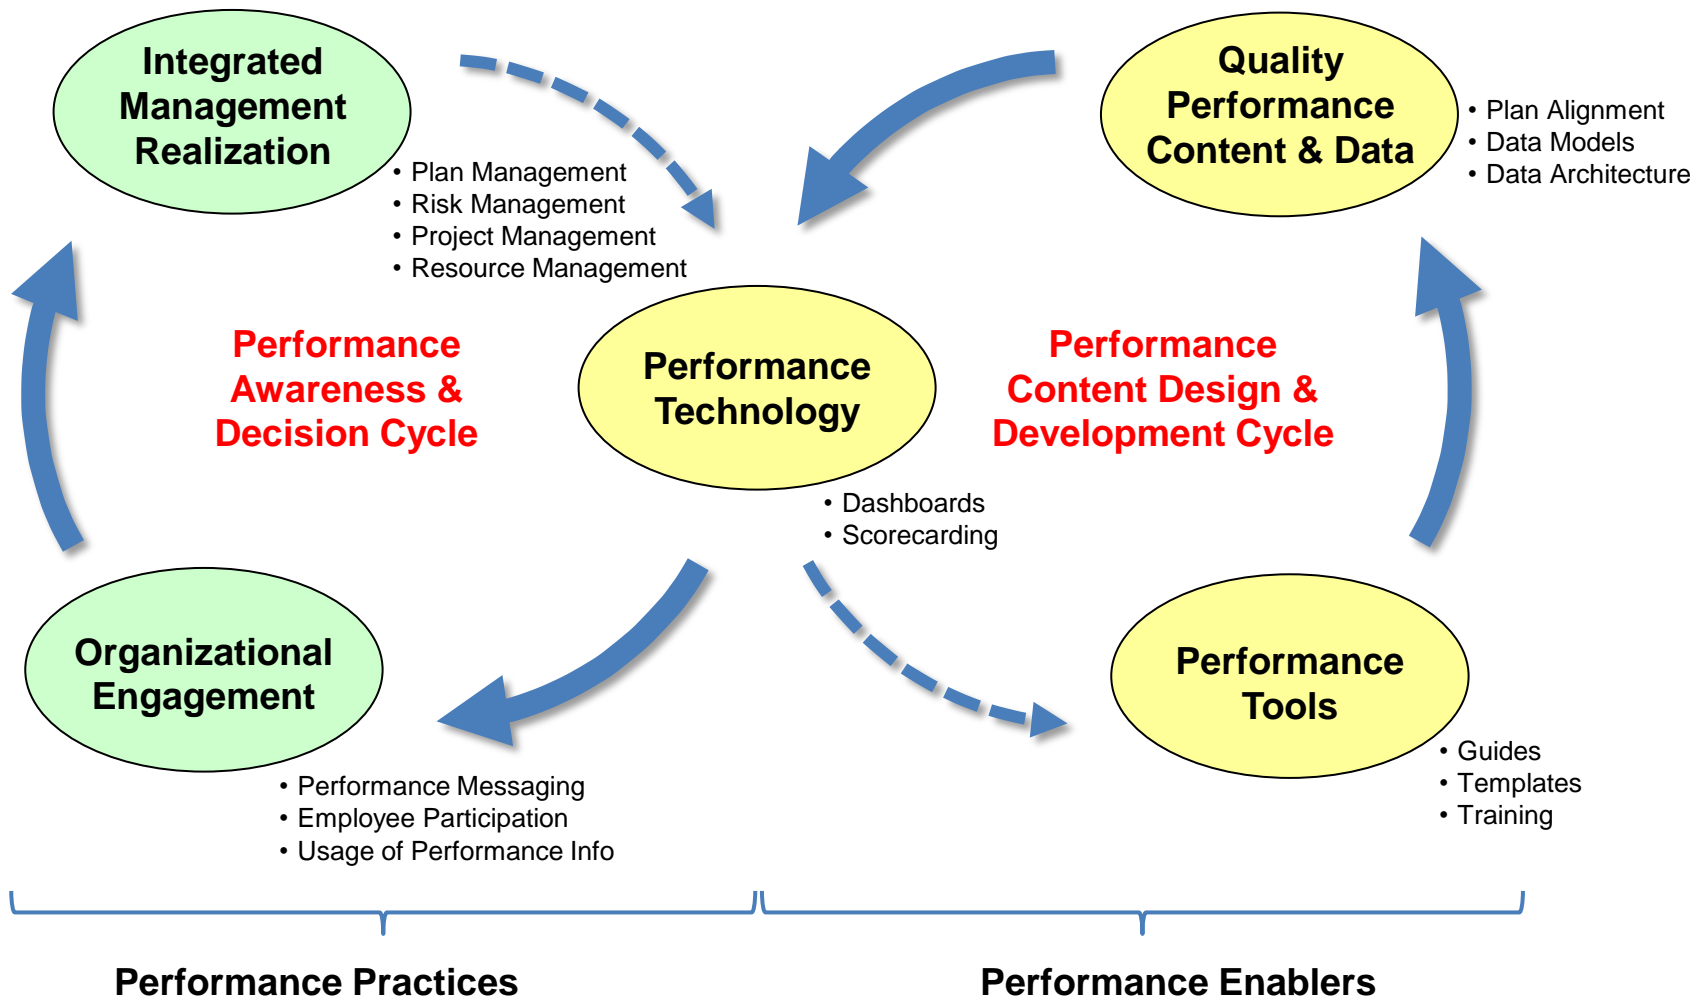 Integrated
Management
Realization
• Plan Management
• Risk Management
• Project Management
• Resource Management
Quality
Performance
Content & Data
• Plan Alignment
• Data Models
• Data Architecture
Performance
Awareness &
Decision Cycle
Performance
Technology
• Dashboards
• Scorecarding
Performance
Content Design &
Development Cycle
Organizational
Engagement
• Performance Messaging
• Employee Participation
• Usage of Performance Info
Performance
Tools
• Guides
• Templates
• Training
Performance Practices
Performance Enablers